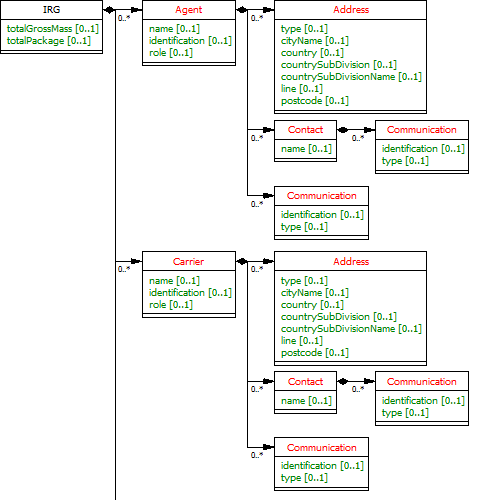 IRG
totalGrossMass [0..1]
totalPackage [0..1]
0..*
Agent
name [0..1]
identification [0..1]
role [0..1]
0..*
Address
type [0..1]
cityName [0..1]
country [0..1]
countrySubDivision [0..1]
countrySubDivisionName [0..1]
line [0..1]
postcode [0..1]
0..*
Contact
name [0..1]
0..*
Communication
identification [0..1]
type [0..1]
0..*
Communication
identification [0..1]
type [0..1]
0..*
Carrier
name [0..1]
identification [0..1]
role [0..1]
0..*
Address
type [0..1]
cityName [0..1]
country [0..1]
countrySubDivision [0..1]
countrySubDivisionName [0..1]
line [0..1]
postcode [0..1]
0..*
Contact
name [0..1]
0..*
Communication
identification [0..1]
type [0..1]
0..*
Communication
identification [0..1]
type [0..1]